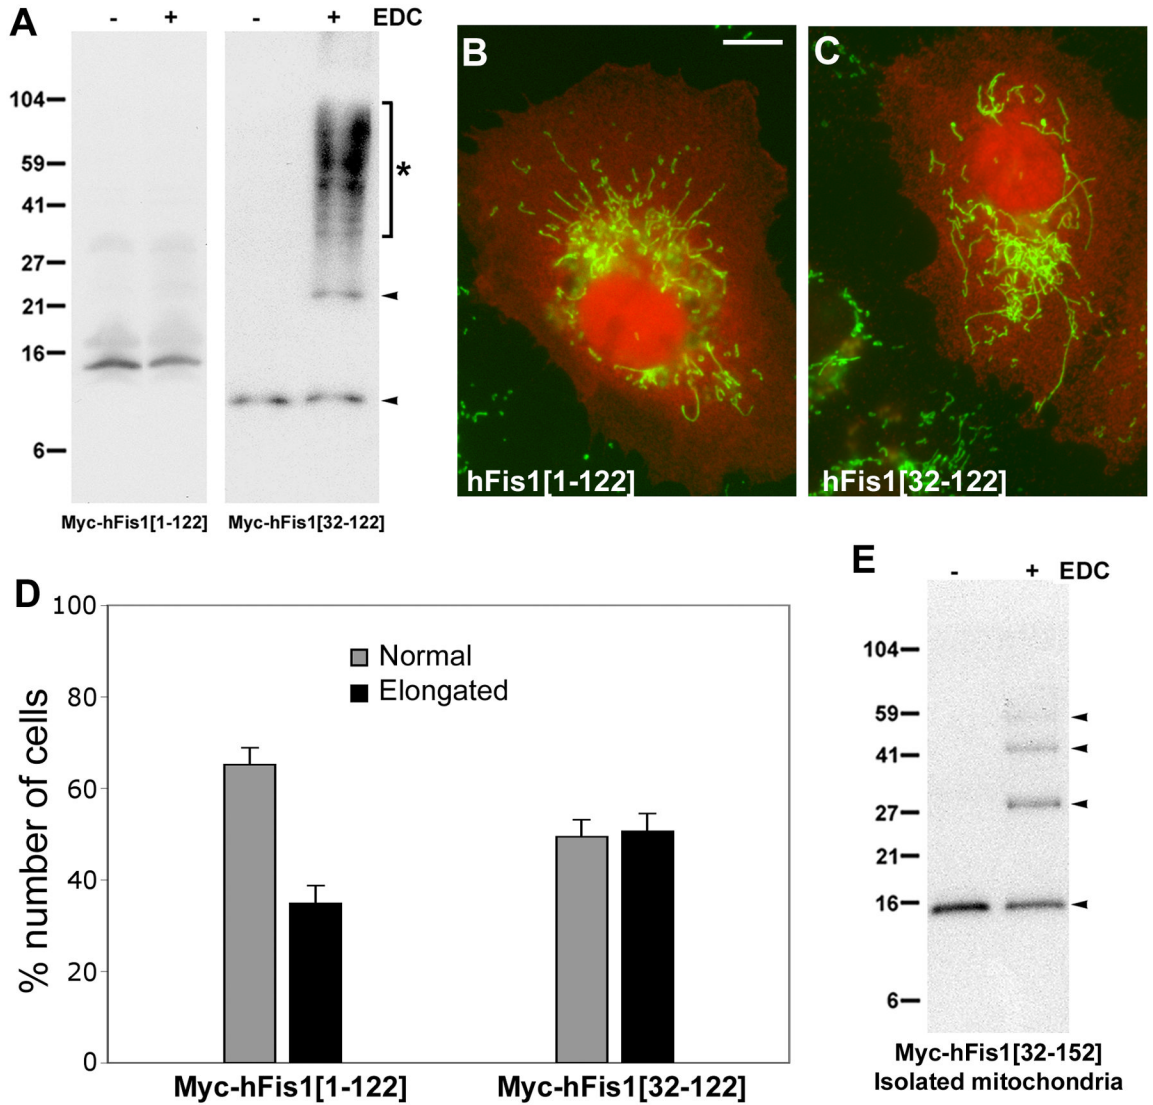 A
- + - + EDC
104
59
41
27
21
16
6
*
Myc-hFis1[1-122] Myc-hFis1[32-122]
B
hFis1[1-122]
C
hFis1[32-122]
D
% number of cells
100
80
60
40
20
0
Normal
Elongated
Myc-hFis1[1-122] Myc-hFis1[32-122]
E
- + EDC
104
59
41
27
21
16
6
Myc-hFis1[32-152]
Isolated mitochondria